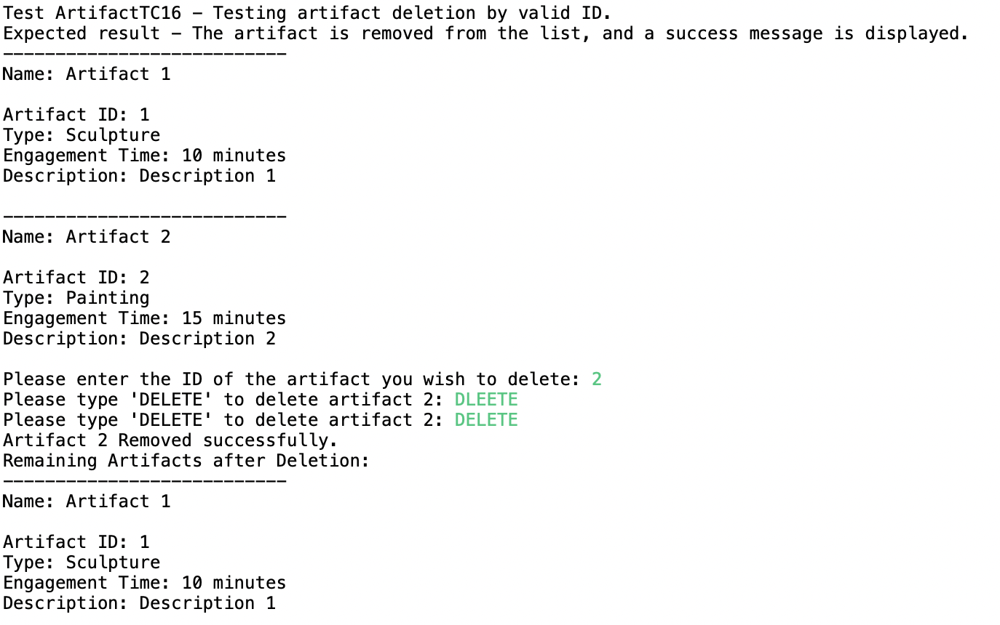 Test ArtifactTC16 – Testing artifact deletion by valid ID.
Expected result – The artifact is removed from the list, and a success message is displayed.
---------------------------
Name: Artifact 1
Artifact ID: 1
Type: Sculpture
Engagement Time: 10 minutes
Description: Description 1
---------------------------
Name: Artifact 2
Artifact ID: 2
Type: Painting
Engagement Time: 15 minutes
Description: Description 2
Please enter the ID of the artifact you wish to delete: 2
Please type 'DELETE' to delete artifact 2: DLEETE
Please type 'DELETE' to delete artifact 2: DELETE
Artifact 2 Removed successfully.
Remaining Artifacts after Deletion:
---------------------------
Name: Artifact 1
Artifact ID: 1
Type: Sculpture
Engagement Time: 10 minutes
Description: Description 1